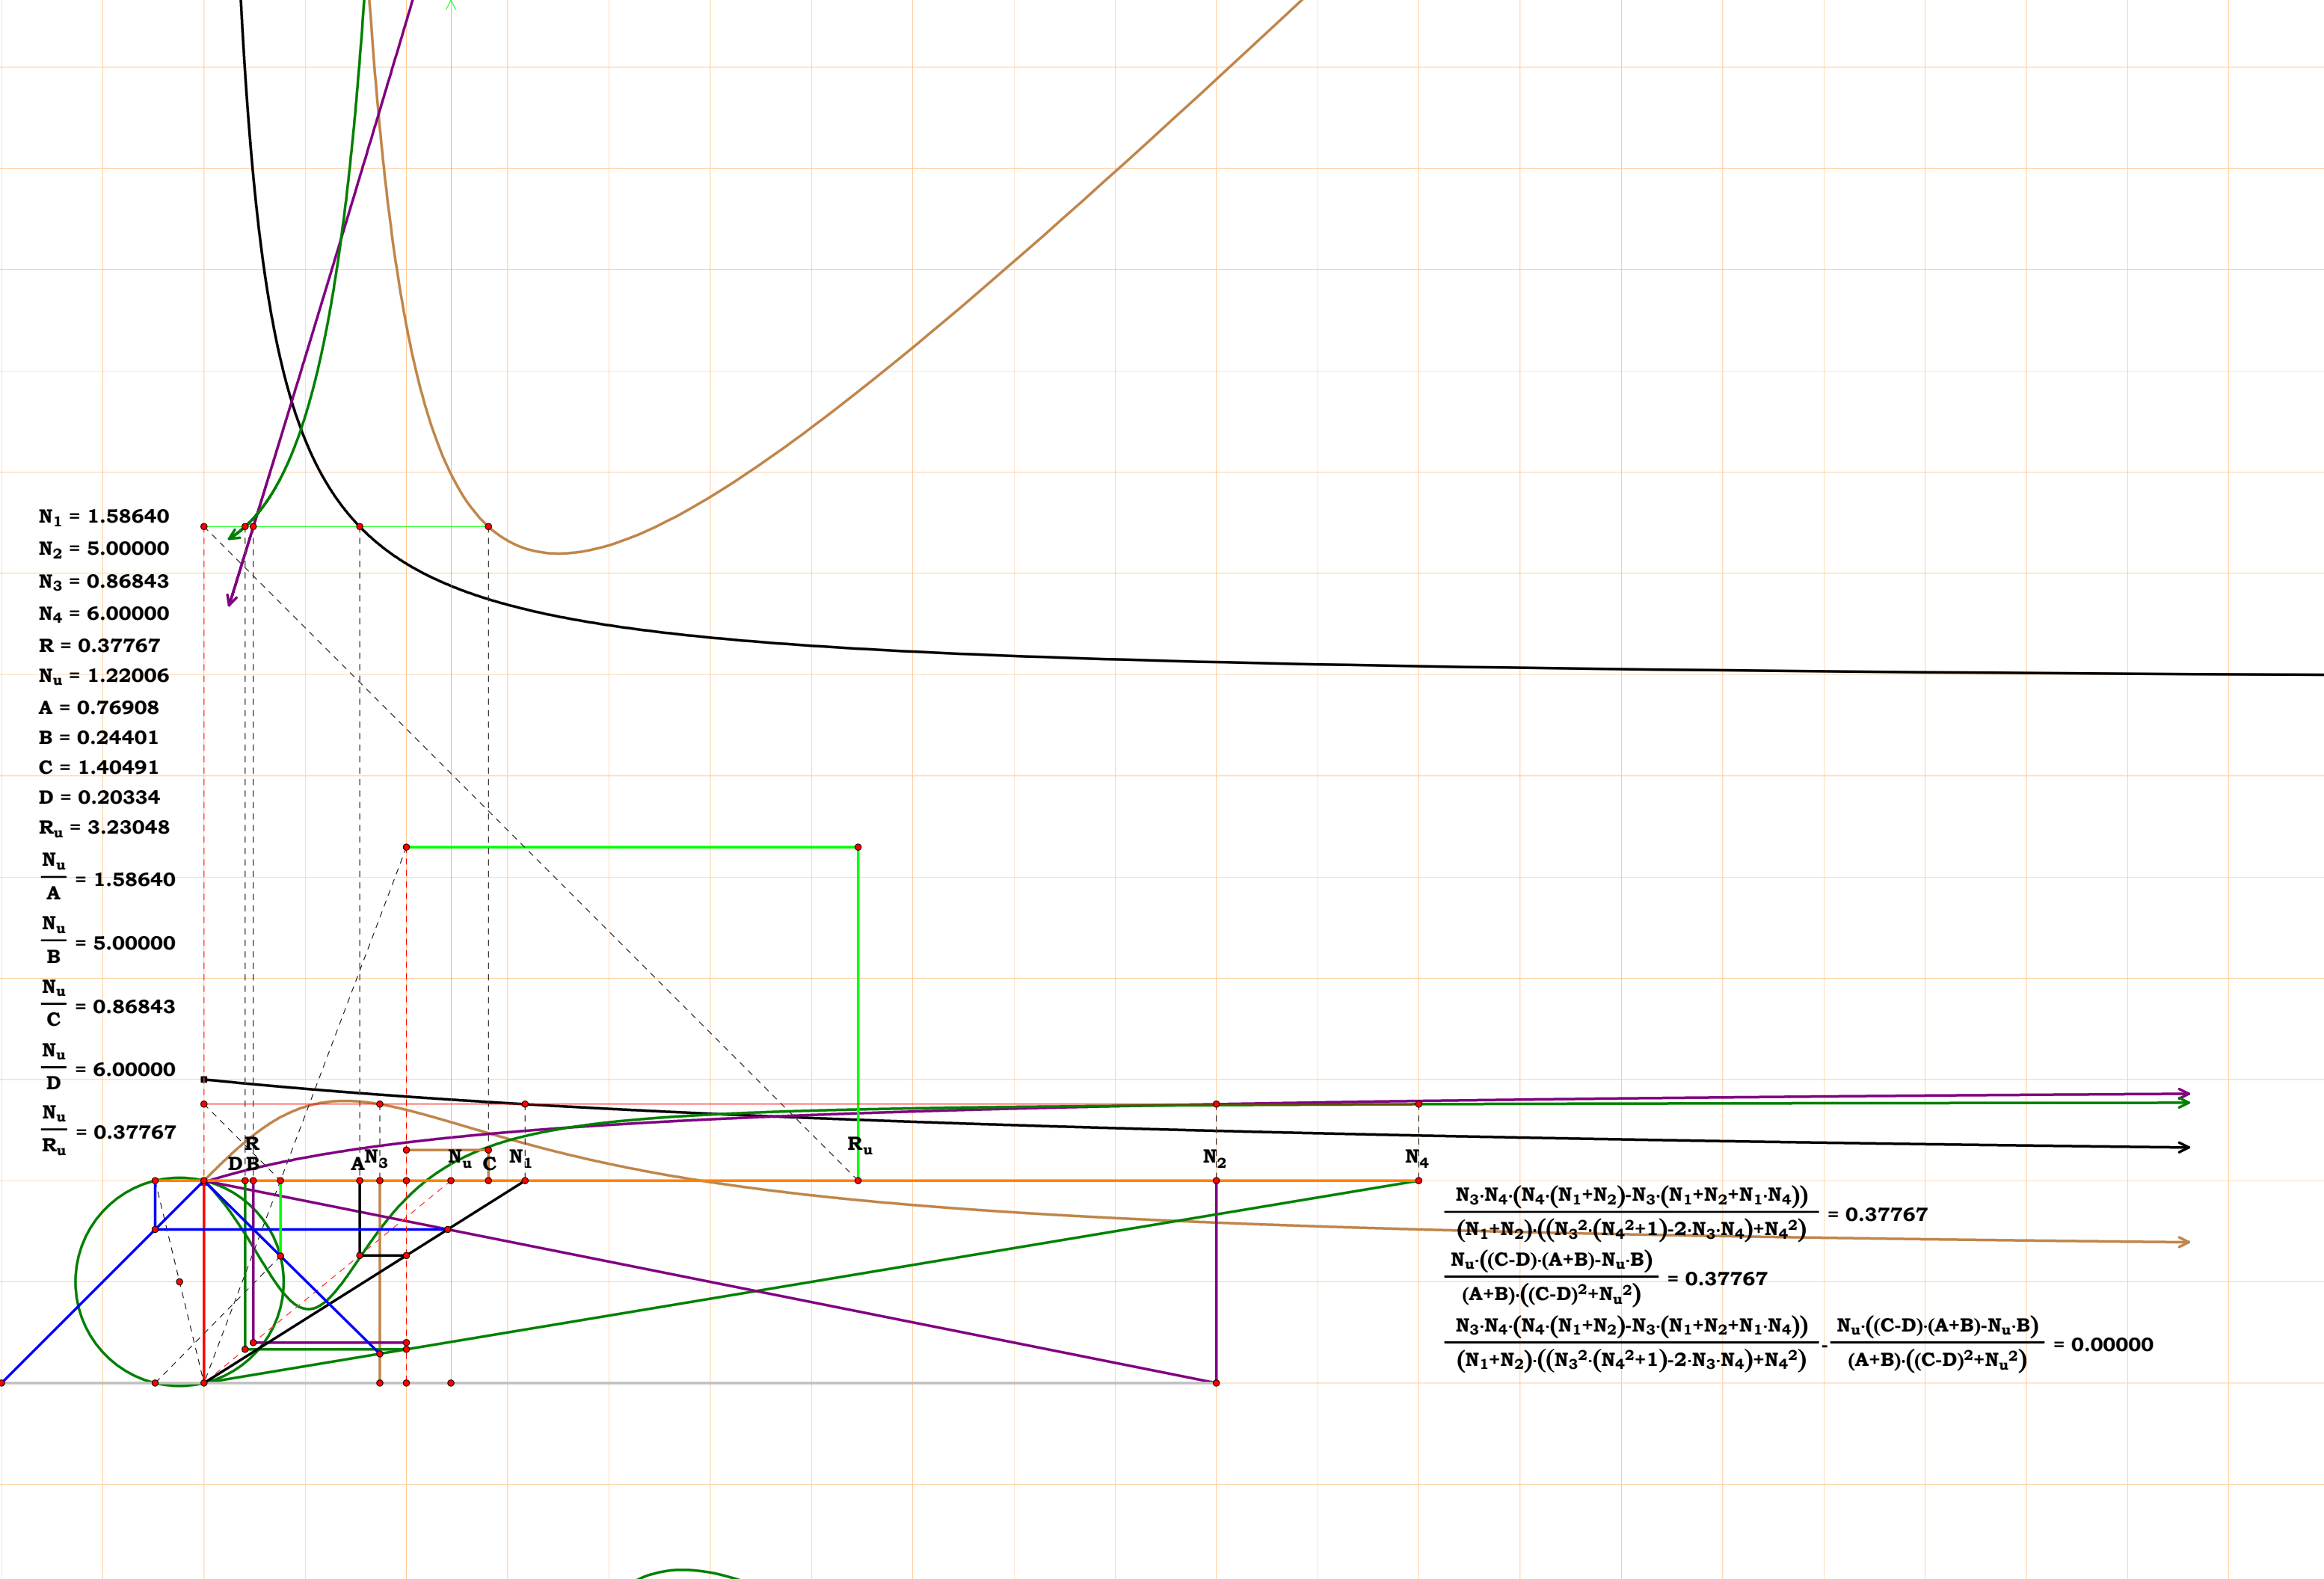 N₁ = 1.58640
N₂ = 5.00000
N₃ = 0.86843
N₄ = 6.00000
R = 0.37767
Nᵤ = 1.22006
A = 0.76908
B = 0.24401
C = 1.40491
D = 0.20334
Rᵤ = 3.23048
Nᵤ/A = 1.58640
Nᵤ/B = 5.00000
Nᵤ/C = 0.86843
Nᵤ/D = 6.00000
Nᵤ/Rᵤ = 0.37767
R
D B A N₃ Nᵤ C N₁ Rᵤ N₂ N₄
N₃·N₄·(N₄·(N₁+N₂)-N₃·(N₁+N₂+N₁·N₄))
(N₁+N₂)·((N₃²·(N₄²+1)-2·N₃·N₄)+N₄²) = 0.37767
Nᵤ·((C-D)·(A+B)-Nᵤ·B)
(A+B)·((C-D)²+Nᵤ²) = 0.37767
N₃·N₄·(N₄·(N₁+N₂)-N₃·(N₁+N₂+N₁·N₄)) - Nᵤ·((C-D)·(A+B)-Nᵤ·B)
(N₁+N₂)·((N₃²·(N₄²+1)-2·N₃·N₄)+N₄²) (A+B)·((C-D)²+Nᵤ²) = 0.00000